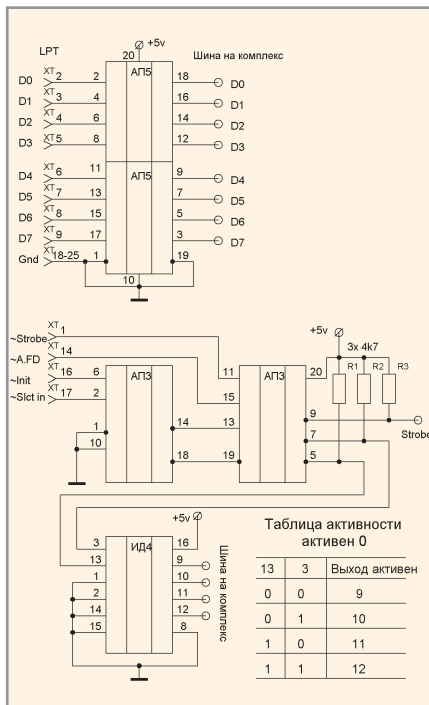 LPT
+5v
Шина на комплекс
20
АП5
D0 XT 2 2 18 D0
D1 XT 3 4 16 D1
D2 XT 4 6 14 D2
D3 XT 5 8 12 D3
АП5
D4 XT 6 11 9 D4
D5 XT 7 13 7 D5
D6 XT 8 15 5 D6
D7 XT 9 17 3 D7
Gnd XT 18-25 1 19
10
+5v
3x 4k7
~Strobe XT 1
~A.FD XT 14
~Init XT 16 6
~Slct in XT 17 2
АП3
1
10
14
18
11
15
13
19
АП3
20
9
7
5
R1 R2 R3
Strobe
+5v
ИД4
3 16
13 9
1 10
2 11
14 12
15 8
Шина на комплекс
Таблица активности
активен 0
13 3 Выход активен
0 0 9
0 1 10
1 0 11
1 1 12